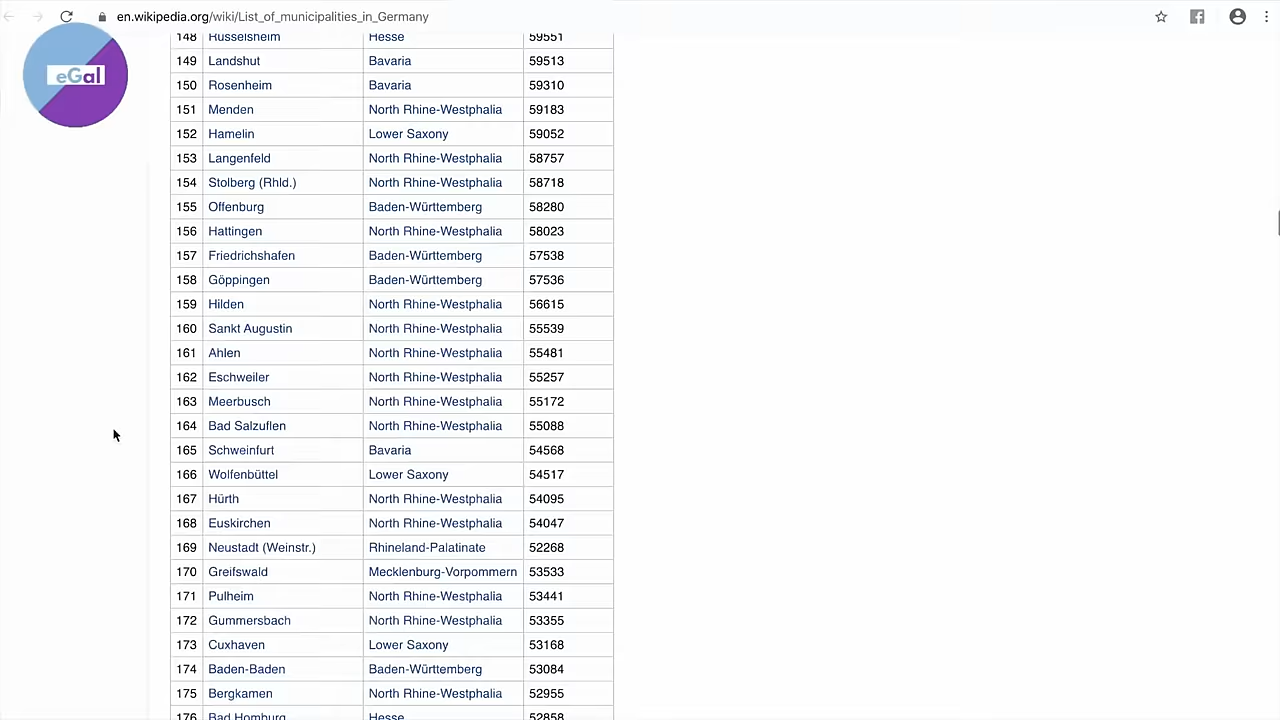 en.wikipedia.org/wiki/List_of_municipalities_in_Germany
eGal
148 Rüsselsheim Hesse 59551
149 Landshut Bavaria 59513
150 Rosenheim Bavaria 59310
151 Menden North Rhine-Westphalia 59183
152 Hamelin Lower Saxony 59052
153 Langenfeld North Rhine-Westphalia 58757
154 Stolberg (Rhld.) North Rhine-Westphalia 58718
155 Offenburg Baden-Württemberg 58280
156 Hattingen North Rhine-Westphalia 58023
157 Friedrichshafen Baden-Württemberg 57538
158 Göppingen Baden-Württemberg 57536
159 Hilden North Rhine-Westphalia 56615
160 Sankt Augustin North Rhine-Westphalia 55539
161 Ahlen North Rhine-Westphalia 55481
162 Eschweiler North Rhine-Westphalia 55257
163 Meerbusch North Rhine-Westphalia 55172
164 Bad Salzuflen North Rhine-Westphalia 55088
165 Schweinfurt Bavaria 54568
166 Wolfenbüttel Lower Saxony 54517
167 Hürth North Rhine-Westphalia 54095
168 Euskirchen North Rhine-Westphalia 54047
169 Neustadt (Weinstr.) Rhineland-Palatinate 52268
170 Greifswald Mecklenburg-Vorpommern 53533
171 Pulheim North Rhine-Westphalia 53441
172 Gummersbach North Rhine-Westphalia 53355
173 Cuxhaven Lower Saxony 53168
174 Baden-Baden Baden-Württemberg 53084
175 Bergkamen North Rhine-Westphalia 52955
176 Bad Homburg Hesse 52858